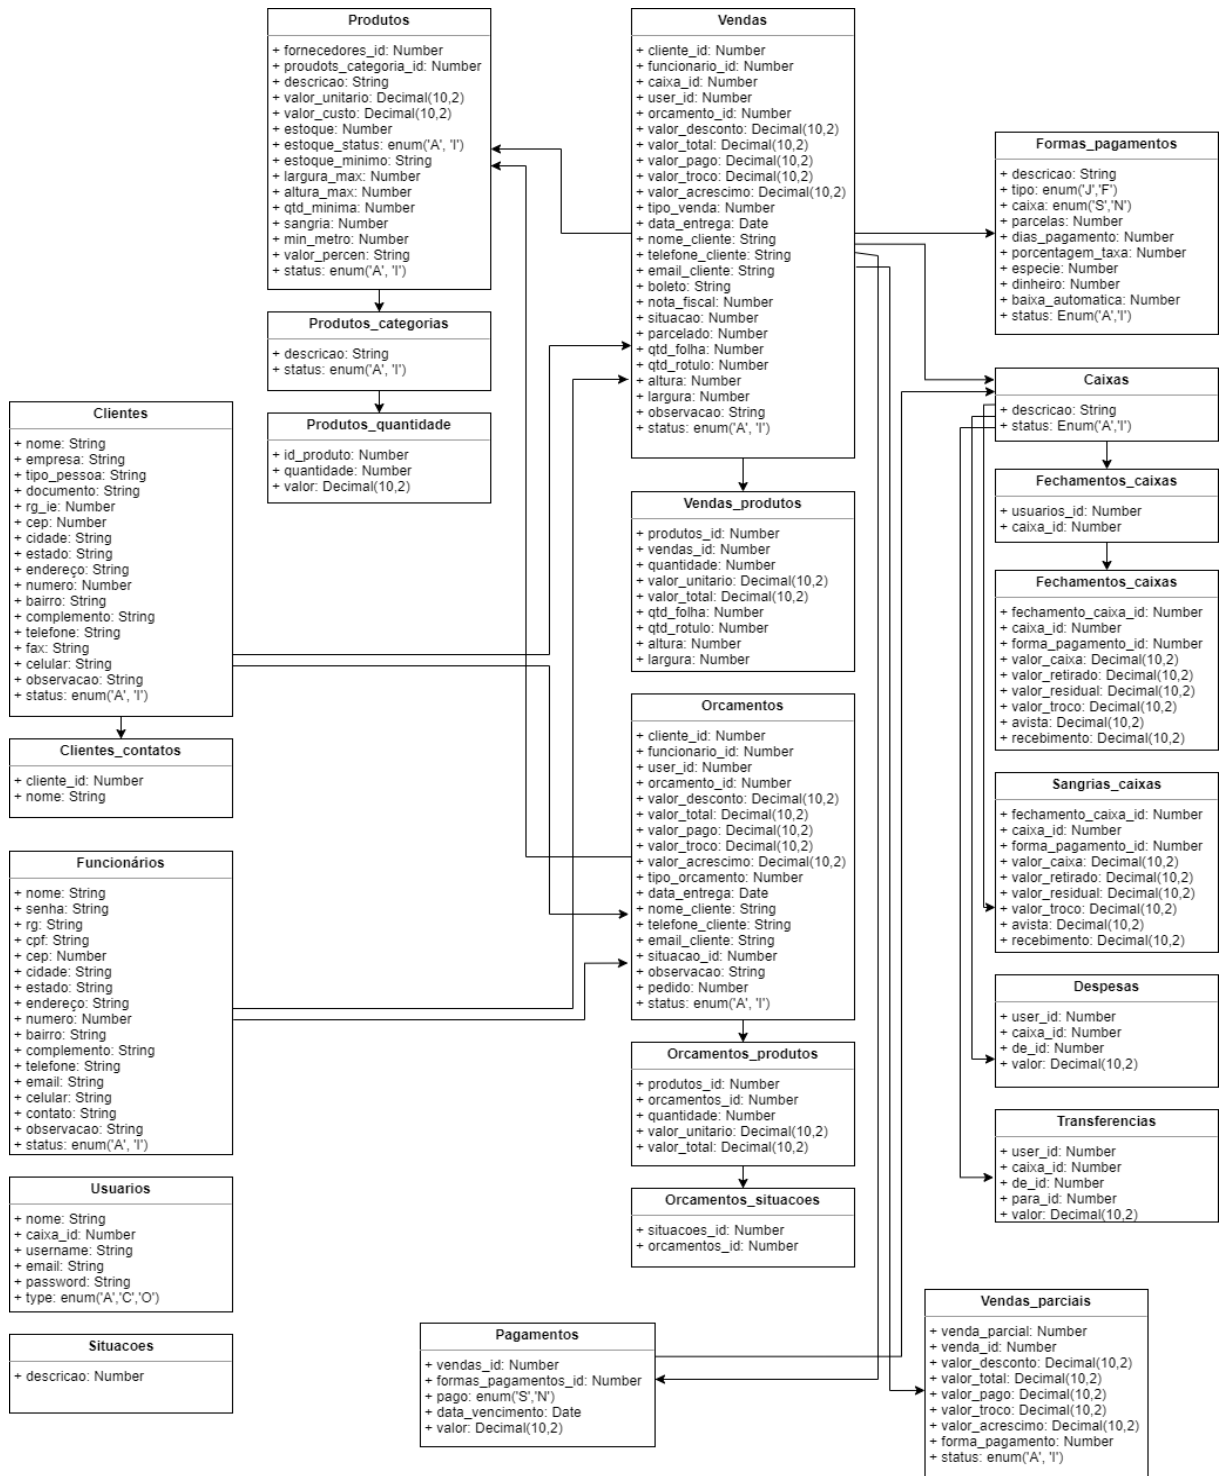 Produtos
+ fornecedores_id: Number
+ proudots_categoria_id: Number
+ descricao: String
+ valor_unitario: Decimal(10,2)
+ valor_custo: Decimal(10,2)
+ estoque: Number
+ estoque_status: enum('A', 'I')
+ estoque_minimo: String
+ largura_max: Number
+ altura_max: Number
+ qtd_minima: Number
+ sangria: Number
+ min_metro: Number
+ valor_percen: String
+ status: enum('A', 'I')
Produtos_categorias
+ descricao: String
+ status: enum('A', 'I')
Produtos_quantidade
+ id_produto: Number
+ quantidade: Number
+ valor: Decimal(10,2)
Clientes
+ nome: String
+ empresa: String
+ tipo_pessoa: String
+ documento: String
+ rg_ie: Number
+ cep: Number
+ cidade: String
+ estado: String
+ endereço: String
+ numero: Number
+ bairro: String
+ complemento: String
+ telefone: String
+ fax: String
+ celular: String
+ observacao: String
+ status: enum('A', 'I')
Clientes_contatos
+ cliente_id: Number
+ nome: String
Funcionários
+ nome: String
+ senha: String
+ rg: String
+ cpf: String
+ cep: Number
+ cidade: String
+ estado: String
+ endereço: String
+ numero: Number
+ bairro: String
+ complemento: String
+ telefone: String
+ email: String
+ celular: String
+ contato: String
+ observacao: String
+ status: enum('A', 'I')
Usuarios
+ nome: String
+ caixa_id: Number
+ username: String
+ email: String
+ password: String
+ type: enum('A','C','O')
Situacoes
+ descricao: Number
Vendas
+ cliente_id: Number
+ funcionario_id: Number
+ caixa_id: Number
+ user_id: Number
+ orcamento_id: Number
+ valor_desconto: Decimal(10,2)
+ valor_total: Decimal(10,2)
+ valor_pago: Decimal(10,2)
+ valor_troco: Decimal(10,2)
+ valor_acrescimo: Decimal(10,2)
+ tipo_venda: Number
+ data_entrega: Date
+ nome_cliente: String
+ telefone_cliente: String
+ email_cliente: String
+ boleto: String
+ nota_fiscal: Number
+ situacao: Number
+ parcelado: Number
+ qtd_folha: Number
+ qtd_rotulo: Number
+ altura: Number
+ largura: Number
+ observacao: String
+ status: enum('A', 'I')
Vendas_produtos
+ produtos_id: Number
+ vendas_id: Number
+ quantidade: Number
+ valor_unitario: Decimal(10,2)
+ valor_total: Decimal(10,2)
+ qtd_folha: Number
+ qtd_rotulo: Number
+ altura: Number
+ largura: Number
Orcamentos
+ cliente_id: Number
+ funcionario_id: Number
+ user_id: Number
+ orcamento_id: Number
+ valor_desconto: Decimal(10,2)
+ valor_total: Decimal(10,2)
+ valor_pago: Decimal(10,2)
+ valor_troco: Decimal(10,2)
+ valor_acrescimo: Decimal(10,2)
+ tipo_orcamento: Number
+ data_entrega: Date
+ nome_cliente: String
+ telefone_cliente: String
+ email_cliente: String
+ situacao_id: Number
+ observacao: String
+ pedido: Number
+ status: enum('A', 'I')
Orcamentos_produtos
+ produtos_id: Number
+ orcamentos_id: Number
+ quantidade: Number
+ valor_unitario: Decimal(10,2)
+ valor_total: Decimal(10,2)
Orcamentos_situacoes
+ situacoes_id: Number
+ orcamentos_id: Number
Pagamentos
+ vendas_id: Number
+ formas_pagamentos_id: Number
+ pago: enum('S','N')
+ data_vencimento: Date
+ valor: Decimal(10,2)
Formas_pagamentos
+ descricao: String
+ tipo: enum('J','F')
+ caixa: enum('S','N')
+ parcelas: Number
+ dias_pagamento: Number
+ porcentagem_taxa: Number
+ especie: Number
+ dinheiro: Number
+ baixa_automatica: Number
+ status: Enum('A','I')
Caixas
+ descricao: String
+ status: Enum('A','I')
Fechamentos_caixas
+ usuarios_id: Number
+ caixa_id: Number
Fechamentos_caixas
+ fechamento_caixa_id: Number
+ caixa_id: Number
+ forma_pagamento_id: Number
+ valor_caixa: Decimal(10,2)
+ valor_retirado: Decimal(10,2)
+ valor_residual: Decimal(10,2)
+ valor_troco: Decimal(10,2)
+ avista: Decimal(10,2)
+ recebimento: Decimal(10,2)
Sangrias_caixas
+ fechamento_caixa_id: Number
+ caixa_id: Number
+ forma_pagamento_id: Number
+ valor_caixa: Decimal(10,2)
+ valor_retirado: Decimal(10,2)
+ valor_residual: Decimal(10,2)
+ valor_troco: Decimal(10,2)
+ avista: Decimal(10,2)
+ recebimento: Decimal(10,2)
Despesas
+ user_id: Number
+ caixa_id: Number
+ de_id: Number
+ valor: Decimal(10,2)
Transferencias
+ user_id: Number
+ caixa_id: Number
+ de_id: Number
+ para_id: Number
+ valor: Decimal(10,2)
Vendas_parciais
+ venda_parcial: Number
+ venda_id: Number
+ valor_desconto: Decimal(10,2)
+ valor_total: Decimal(10,2)
+ valor_pago: Decimal(10,2)
+ valor_troco: Decimal(10,2)
+ valor_acrescimo: Decimal(10,2)
+ forma_pagamento: Number
+ status: enum('A', 'I')